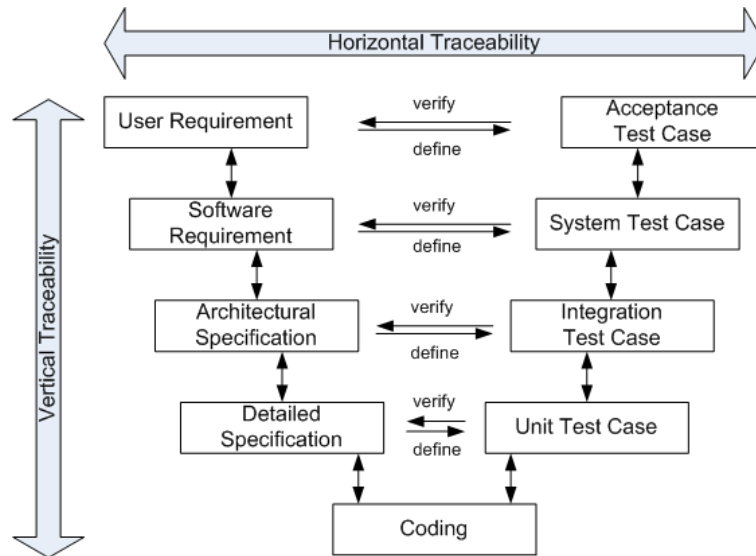 Horizontal Traceability
Vertical Traceability
User Requirement
verify
define
Acceptance
Test Case
Software
Requirement
verify
define
System Test Case
Architectural
Specification
verify
define
Integration
Test Case
Detailed
Specification
verify
define
Unit Test Case
Coding